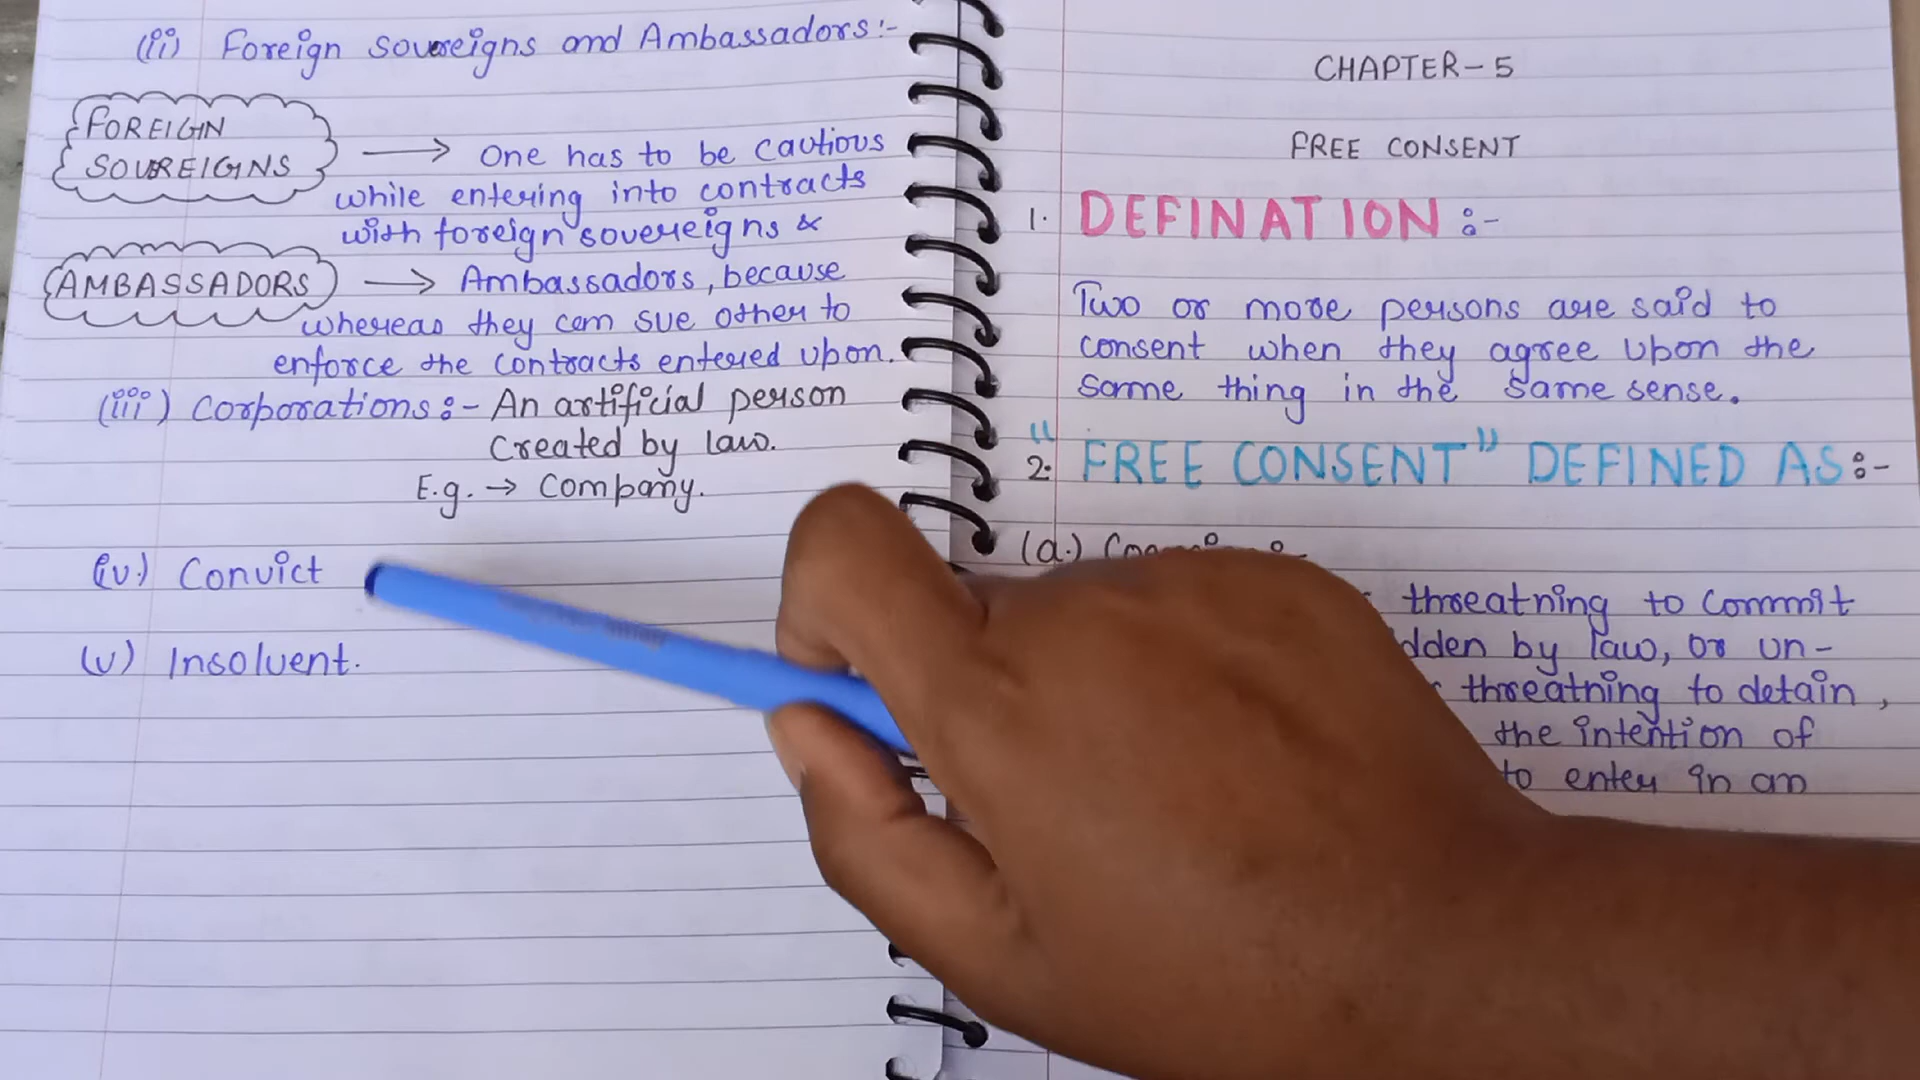 (ii) Foreign Sovereigns and Ambassadors:-
FOREIGN
SOVEREIGNS
→ One has to be cautious
while entering into contracts
with foreign sovereigns &
AMBASSADORS
→ Ambassadors, because
whereas they can sue other to
enforce the contracts entered upon.
(iii) Corporations:- An artificial person
created by law.
E.g. → Company.
(iv.) Convict
(v) Insolvent.
CHAPTER-5
FREE CONSENT
1. DEFINATION :-
Two or more persons are said to
consent when they agree upon the
same thing in the same sense.
2. "FREE CONSENT" DEFINED AS:-
(a.)
threatning to commit
by law, or un-
threatning to detain,
the intention of
to enter in an